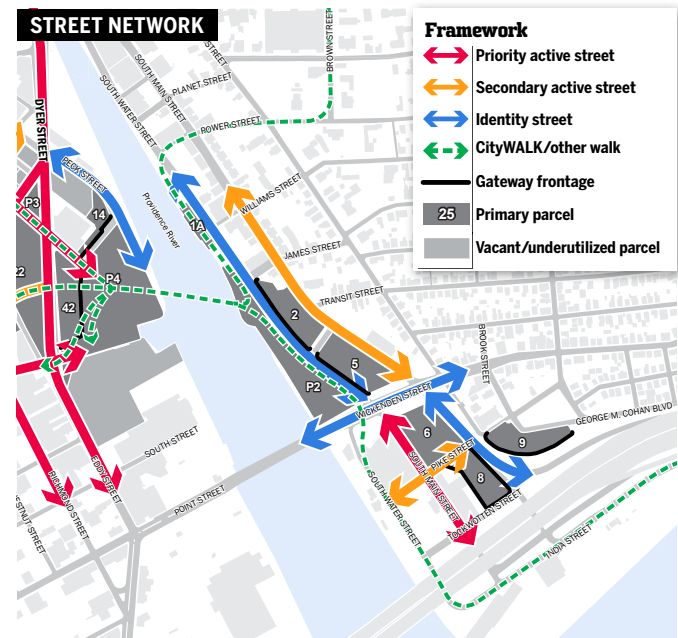 STREET NETWORK
Framework
Priority active street
Secondary active street
Identity street
CityWALK/other walk
Gateway frontage
25 Primary parcel
Vacant/underutilized parcel
BROWN STREET
SOUTH MAIN STREET
PLANET STREET
SOUTH WATER STREET
POWER STREET
DYER STREET
PECK STREET
WILLIAMS STREET
P3
14
Providence River
1A
JAMES STREET
22
P4
TRANSIT STREET
42
2
BROOK STREET
5
P2
WICKENDEN STREET
GEORGE M. COHAN BLVD
6
9
SOUTH STREET
PIKE STREET
SOUTH MAIN STREET
8
RICHMOND STREET
EDDY STREET
POINT STREET
SOUTH WATER STREET
TOCKWOTTEN STREET
INDIA STREET